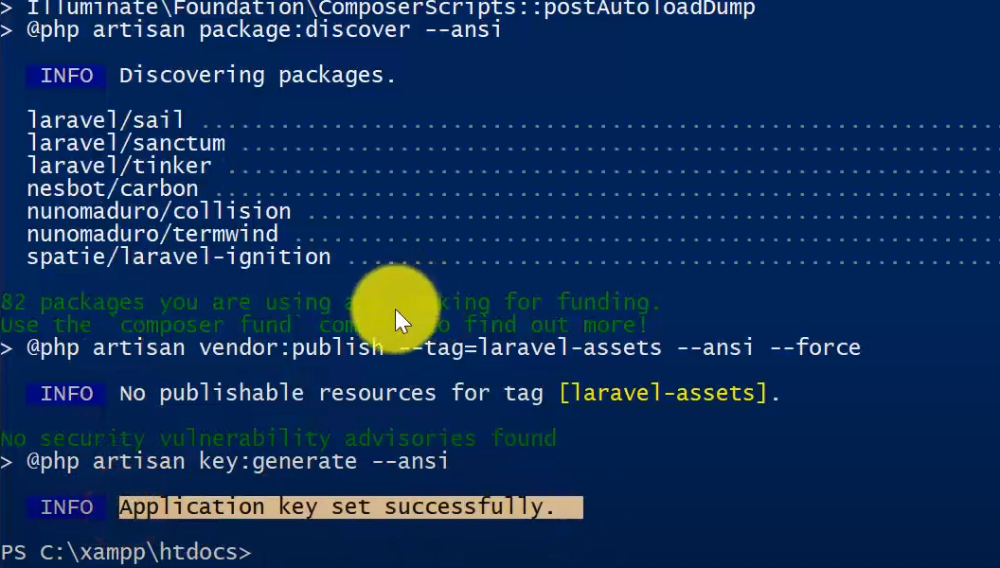 > Illuminate\Foundation\ComposerScripts::postAutoloadDump
> @php artisan package:discover --ansi
INFO Discovering packages.
laravel/sail ............................................................
laravel/sanctum .........................................................
laravel/tinker ..........................................................
nesbot/carbon ...........................................................
nunomaduro/collision ....................................................
nunomaduro/termwind .....................................................
spatie/laravel-ignition .................................................
82 packages you are using are looking for funding.
Use the `composer fund` command to find out more!
> @php artisan vendor:publish --tag=laravel-assets --ansi --force
INFO No publishable resources for tag [laravel-assets].
No security vulnerability advisories found
> @php artisan key:generate --ansi
INFO Application key set successfully.
PS C:\xampp\htdocs>